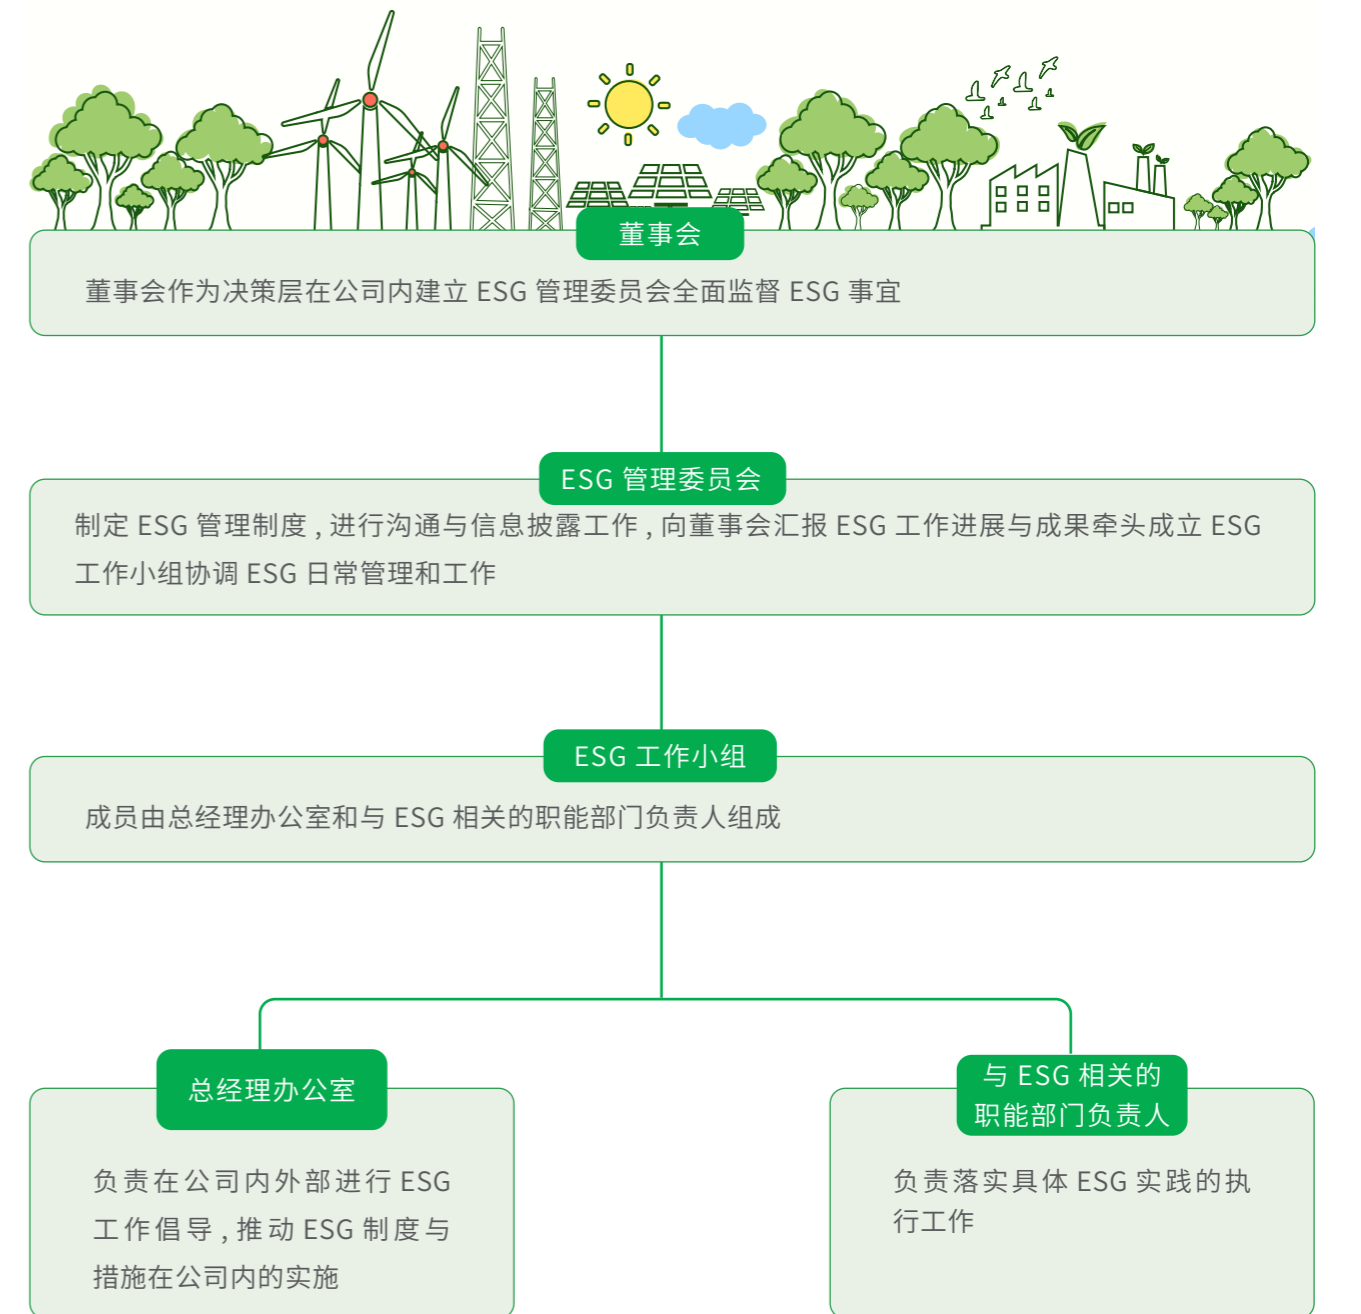 董事会
董事会作为决策层在公司内建立 ESG 管理委员会全面监督 ESG 事宜
ESG 管理委员会
制定 ESG 管理制度 , 进行沟通与信息披露工作 , 向董事会汇报 ESG 工作进展与成果牵头成立 ESG
工作小组协调 ESG 日常管理和工作
ESG 工作小组
成员由总经理办公室和与 ESG 相关的职能部门负责人组成
总经理办公室
负责在公司内外部进行 ESG
工作倡导 , 推动 ESG 制度与
措施在公司内的实施
与 ESG 相关的
职能部门负责人
负责落实具体 ESG 实践的执
行工作